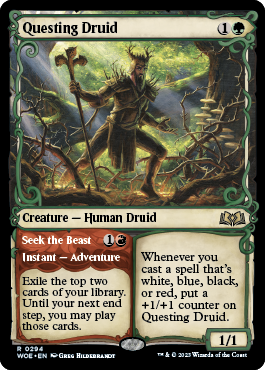 Questing Druid 1
Creature — Human Druid
Seek the Beast 1
Instant — Adventure
Exile the top two
cards of your library.
Until your next end
step, you may play
those cards.
Whenever you
cast a spell that's
white, blue, black,
or red, put a
+1/+1 counter on
Questing Druid.
1/1
R 0294
WOE • EN Greg Hildebrandt
™ & © 2023 Wizards of the Coast